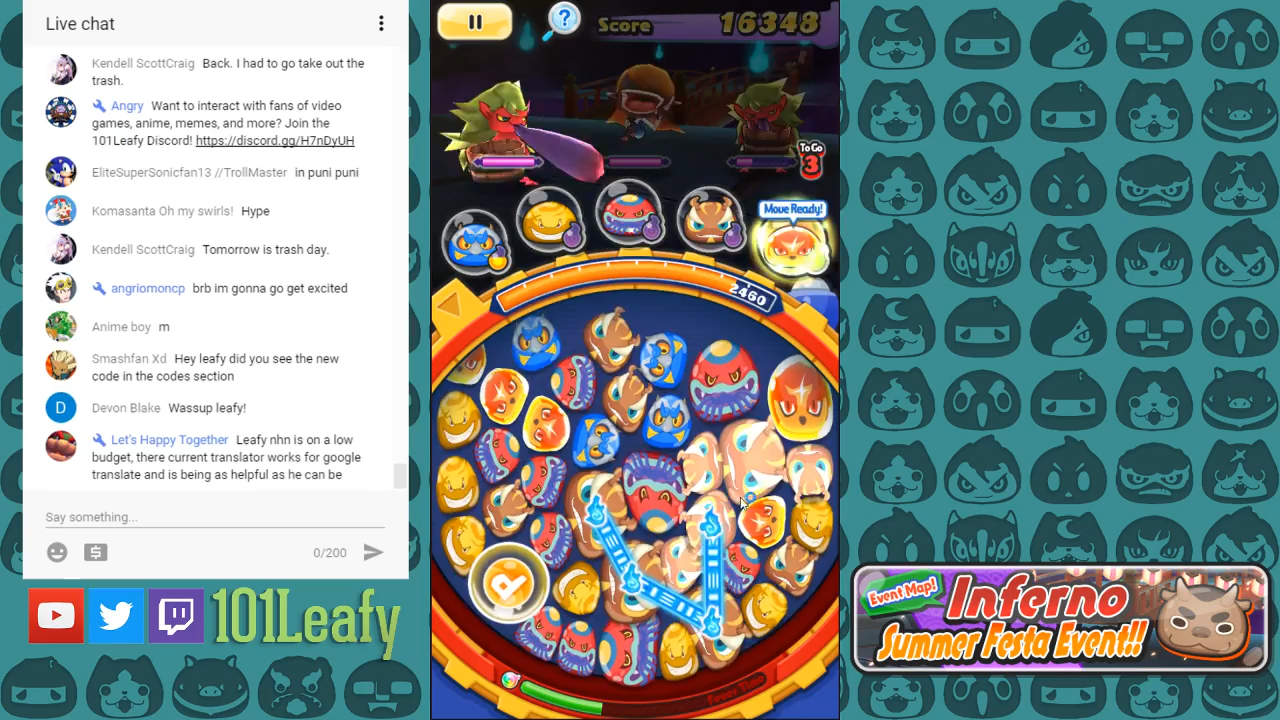 Live chat
Kendell ScottCraig Back. I had to go take out the
trash.
Angry Want to interact with fans of video
games, anime, memes, and more? Join the
101Leafy Discord! https://discord.gg/H7nDyUH
EliteSuperSonicfan13 //TrollMaster in puni puni
Komasanta Oh my swirls! Hype
Kendell ScottCraig Tomorrow is trash day.
angriomoncp brb im gonna go get excited
Anime boy m
Smashfan Xd Hey leafy did you see the new
code in the codes section
D Devon Blake Wassup leafy!
Let's Happy Together Leafy nhn is on a low
budget, there current translator works for google
translate and is being as helpful as he can be
Say something...
0/200
101Leafy
?
Score 16348
To Go
3
Move Ready!
2460
Fever Time
Event Map!
Inferno
Summer Festa Event!!